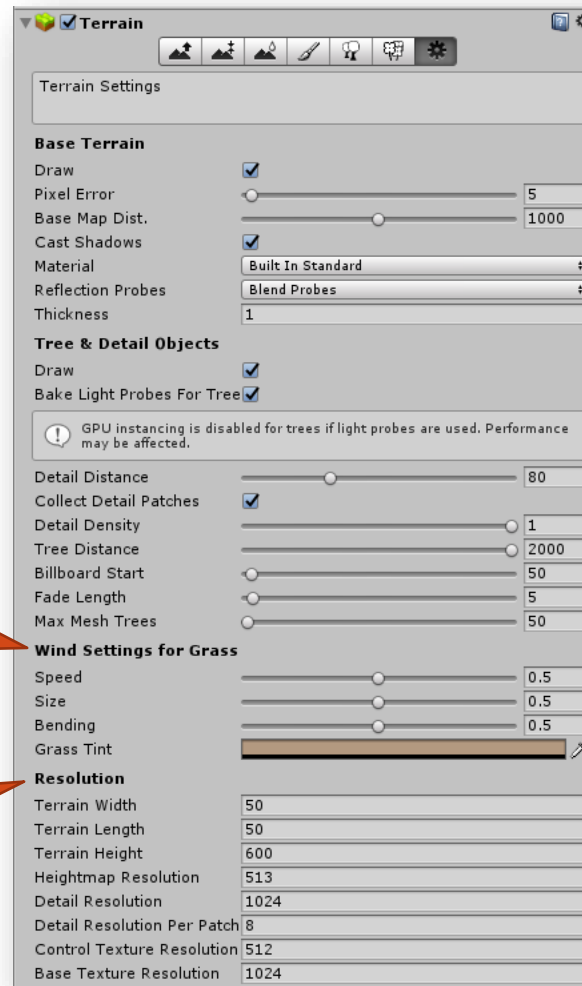 Terrain
Terrain Settings
Base Terrain
Draw
Pixel Error 5
Base Map Dist. 1000
Cast Shadows
Material Built In Standard
Reflection Probes Blend Probes
Thickness 1
Tree & Detail Objects
Draw
Bake Light Probes For Tree
GPU instancing is disabled for trees if light probes are used. Performance
may be affected.
Detail Distance 80
Collect Detail Patches
Detail Density 1
Tree Distance 2000
Billboard Start 50
Fade Length 5
Max Mesh Trees 50
Wind Settings for Grass
Speed 0.5
Size 0.5
Bending 0.5
Grass Tint
Resolution
Terrain Width 50
Terrain Length 50
Terrain Height 600
Heightmap Resolution 513
Detail Resolution 1024
Detail Resolution Per Patch 8
Control Texture Resolution 512
Base Texture Resolution 1024